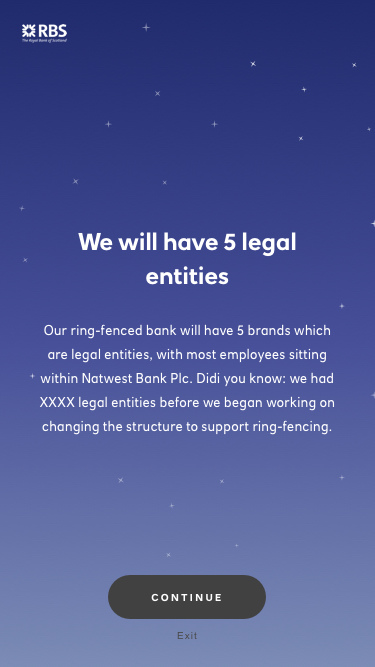 RBS
The Royal Bank of Scotland
We will have 5 legal
entities
Our ring-fenced bank will have 5 brands which
are legal entities, with most employees sitting
within Natwest Bank Plc. Didi you know: we had
XXXX legal entities before we began working on
changing the structure to support ring-fencing.
CONTINUE
Exit